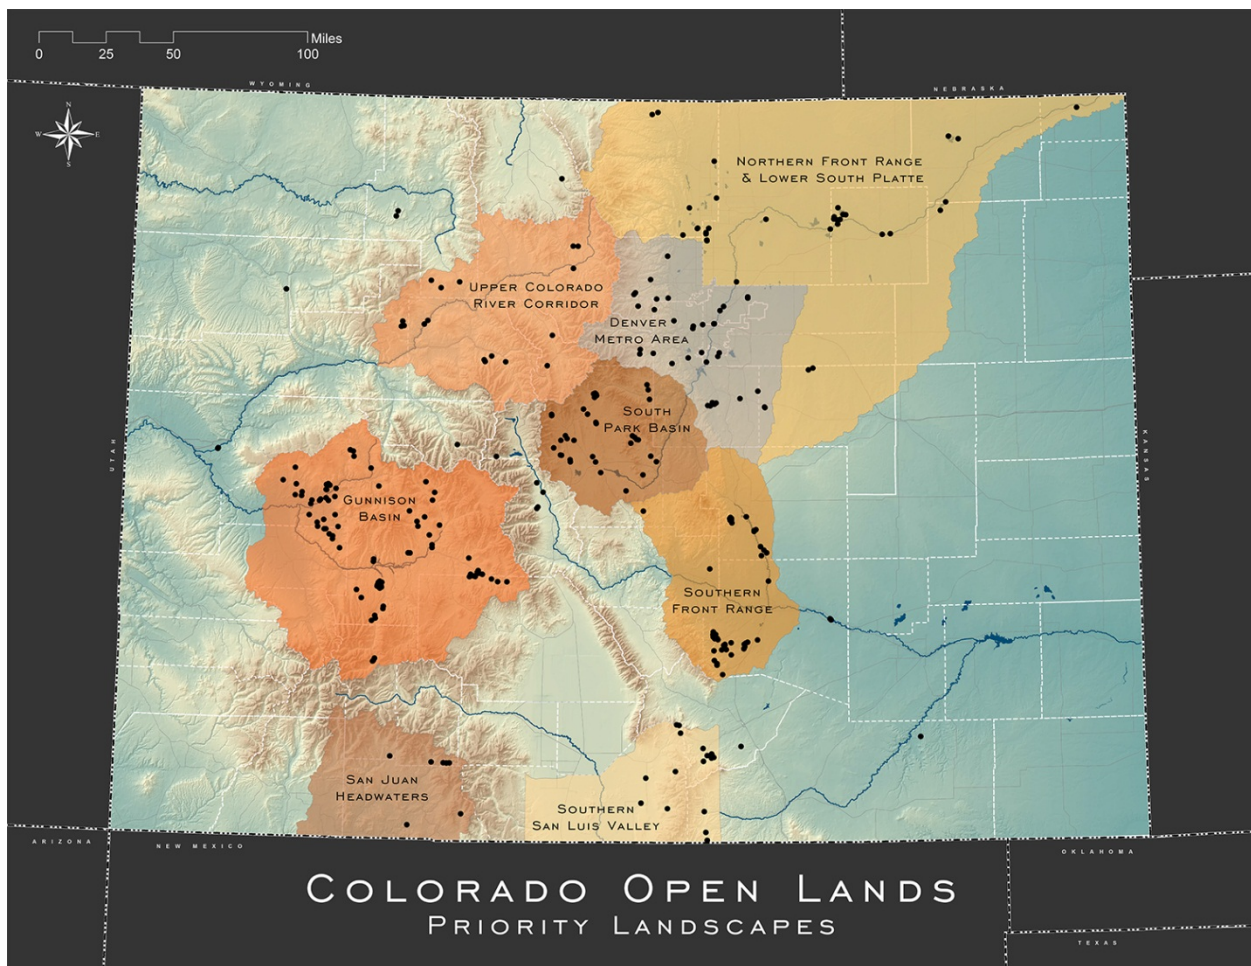 Miles
0 25 50 100
WYOMING
NEBRASKA
N
W E
S
NORTHERN FRONT RANGE
& LOWER SOUTH PLATTE
UPPER COLORADO
RIVER CORRIDOR
DENVER
METRO AREA
SOUTH
PARK BASIN
UTAH
KANSAS
GUNNISON
BASIN
SOUTHERN
FRONT RANGE
SAN JUAN
HEADWATERS
SOUTHERN
SAN LUIS VALLEY
ARIZONA
NEW MEXICO
OKLAHOMA
COLORADO OPEN LANDS
PRIORITY LANDSCAPES
TEXAS